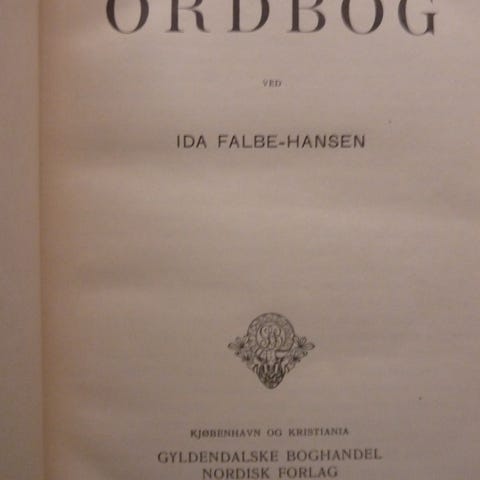 ORDBOG
VED
IDA FALBE-HANSEN
KJØBENHAVN OG KRISTIANIA
GYLDENDALSKE BOGHANDEL
NORDISK FORLAG